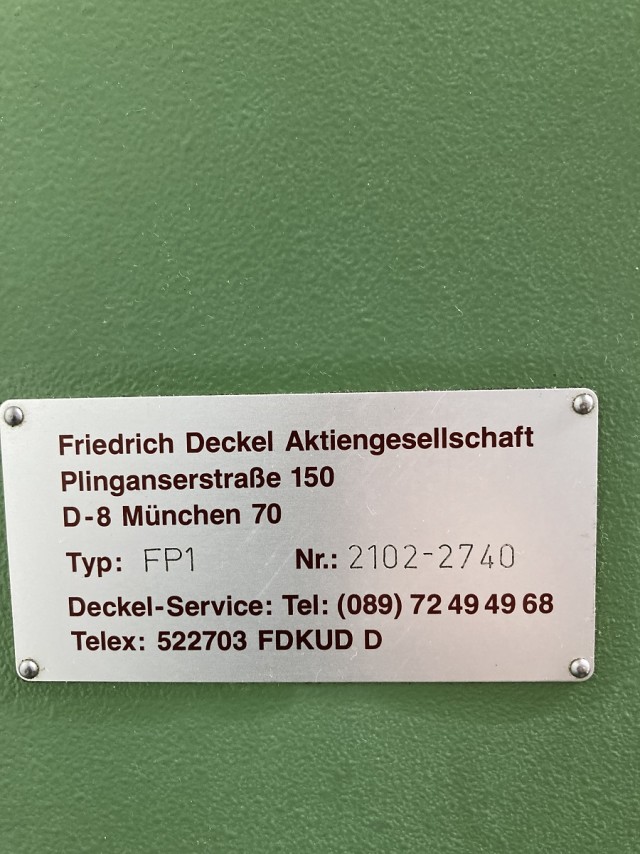 Friedrich Deckel Aktiengesellschaft
Plinganserstraße 150
D-8 München 70
Typ: FP1 Nr.: 2102-2740
Deckel-Service: Tel: (089) 72 49 49 68
Telex: 522703 FDKUD D